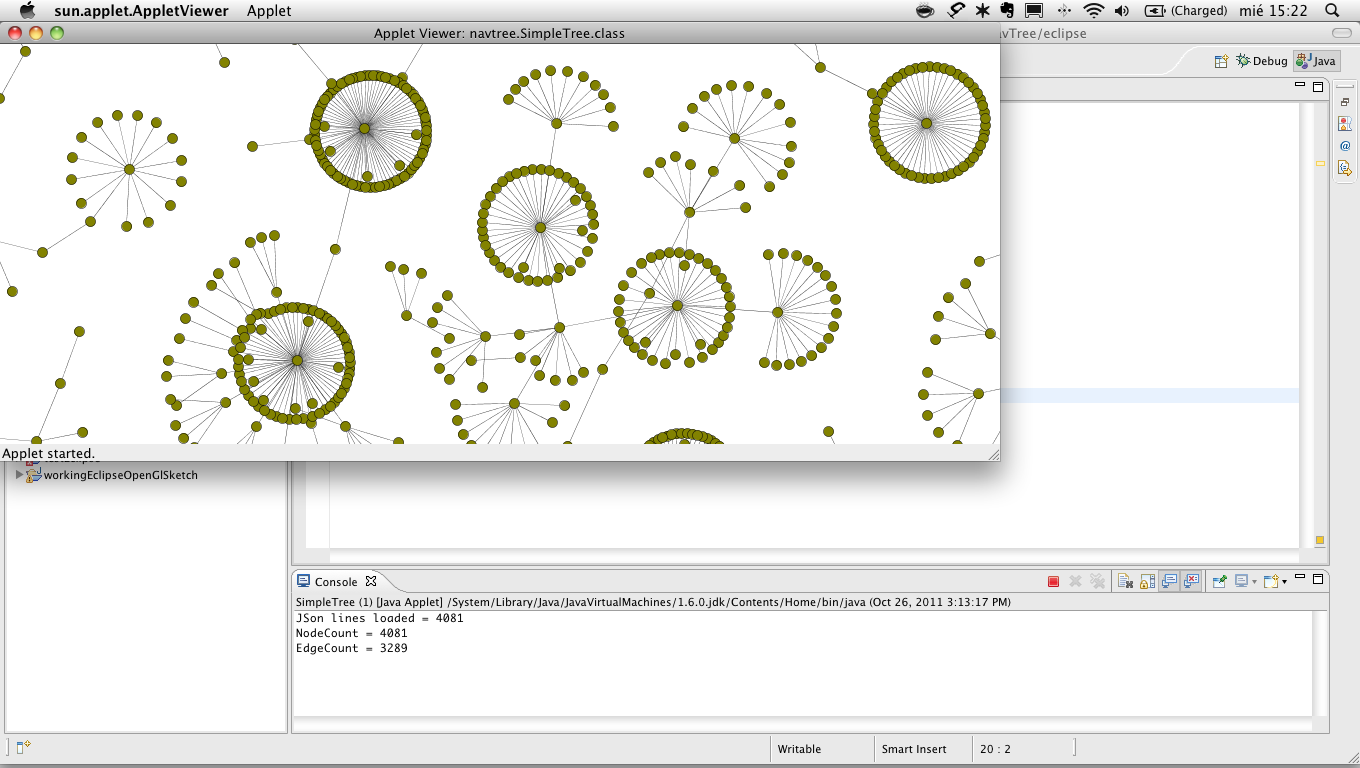 sun.applet.AppletViewer Applet (Charged) mié 15:22
Applet Viewer: navtree.SimpleTree.class
vTree/eclipse
Debug Java
Applet started.
workingEclipseOpenGlSketch
Console
SimpleTree (1) [Java Applet] /System/Library/Java/JavaVirtualMachines/1.6.0.jdk/Contents/Home/bin/java (Oct 26, 2011 3:13:17 PM)
JSon lines loaded = 4081
NodeCount = 4081
EdgeCount = 3289
Writable Smart Insert 20 : 2